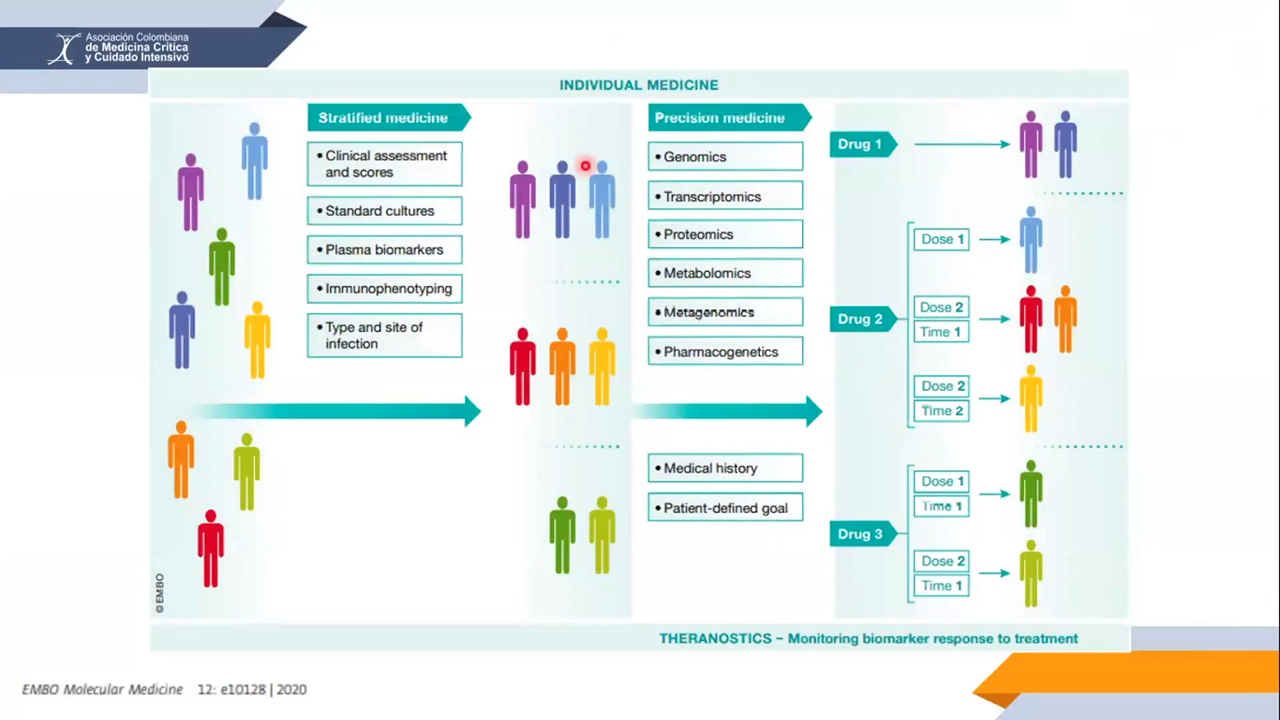 Asociación Colombiana
de Medicina Crítica
y Cuidado Intensivo
INDIVIDUAL MEDICINE
Stratified medicine
• Clinical assessment
and scores
• Standard cultures
• Plasma biomarkers
• Immunophenotyping
• Type and site of
infection
Precision medicine
• Genomics
• Transcriptomics
• Proteomics
• Metabolomics
• Metagenomics
• Pharmacogenetics
• Medical history
• Patient-defined goal
Drug 1
Drug 2
Dose 1
Dose 2
Time 1
Dose 2
Time 2
Drug 3
Dose 1
Time 1
Dose 2
Time 1
© EMBO
THERANOSTICS – Monitoring biomarker response to treatment
EMBO Molecular Medicine 12: e10128 | 2020